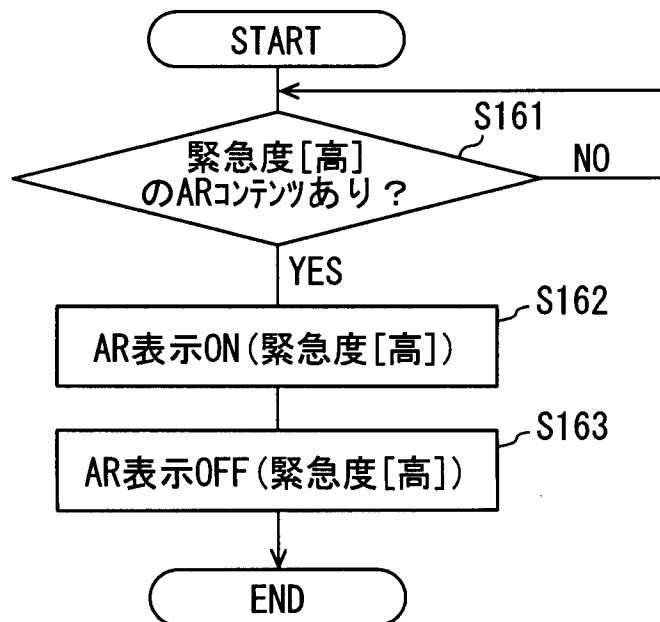 START
S161
緊急度[高]
のARコンテンツあり?
NO
YES
S162
AR表示ON(緊急度[高])
S163
AR表示OFF(緊急度[高])
END